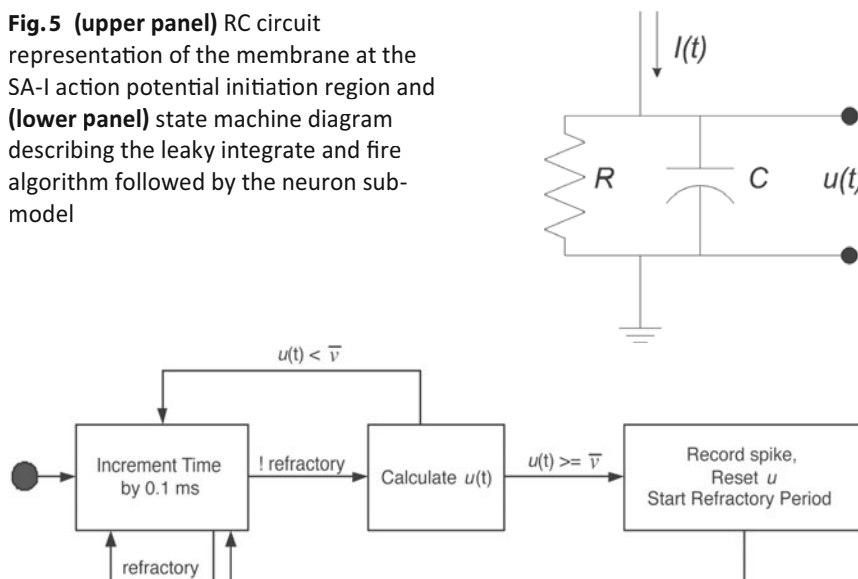 Fig. 5 (upper panel) RC circuit
representation of the membrane at the
SA-I action potential initiation region and
(lower panel) state machine diagram
describing the leaky integrate and fire
algorithm followed by the neuron sub-
model
I(t)
R
C
u(t)
u(t) < v̅
Increment Time
by 0.1 ms
! refractory
Calculate u(t)
u(t) >= v̅
Record spike,
Reset u
Start Refractory Period
refractory